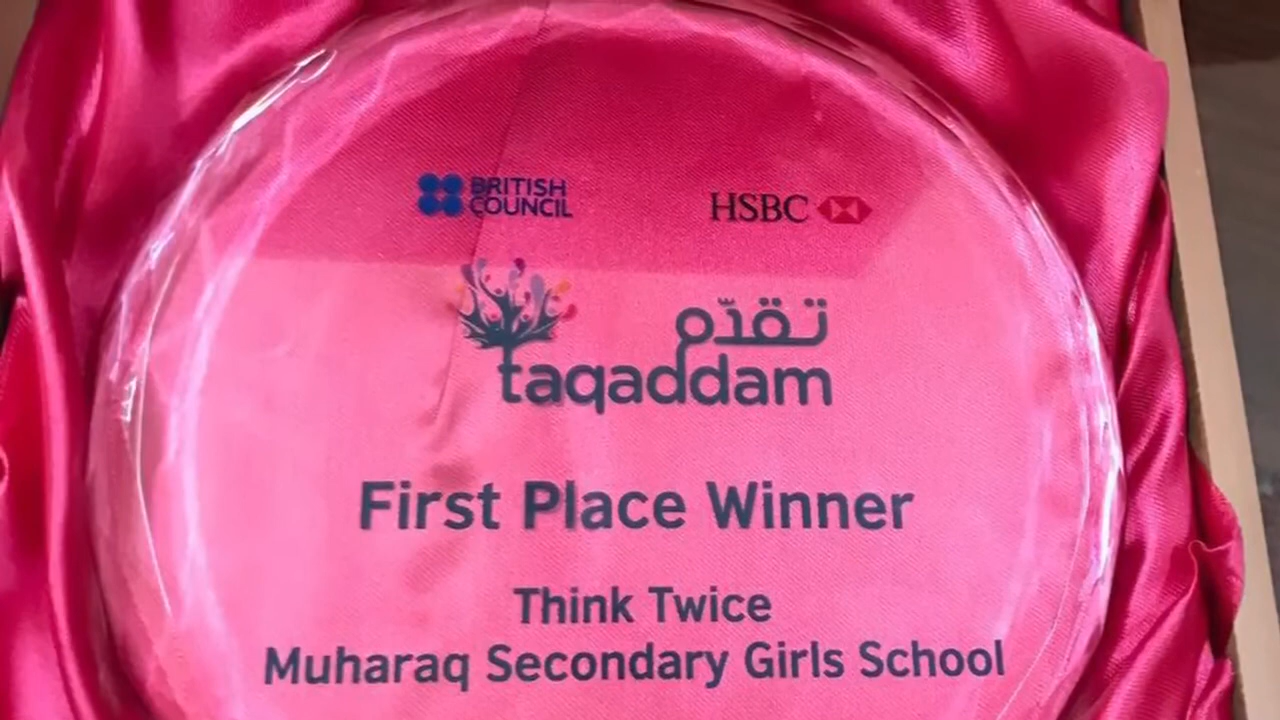 BRITISH
COUNCIL
HSBC
تقدّم
taqaddam
First Place Winner
Think Twice
Muharaq Secondary Girls School